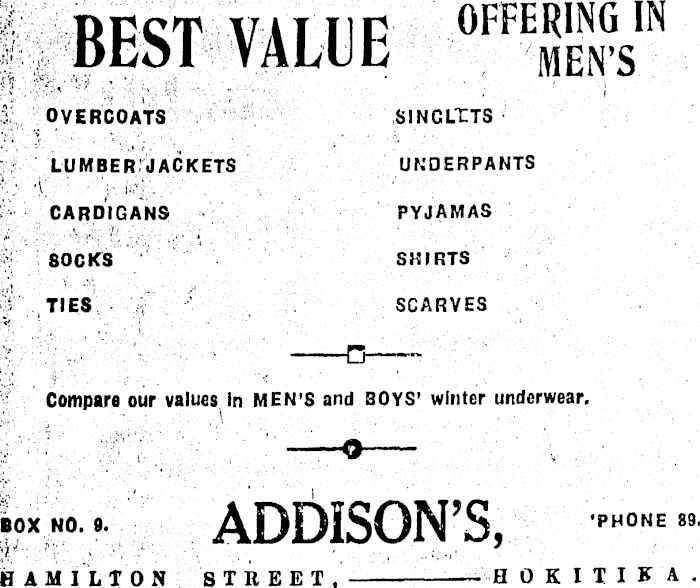 BEST VALUE OFFERING IN MEN'S
OVERCOATS SINGLETS
LUMBER JACKETS UNDERPANTS
CARDIGANS PYJAMAS
SOCKS SHIRTS
TIES SCARVES
Compare our values in MEN'S and BOYS' winter underwear.
BOX NO. 9. ADDISON'S, 'PHONE 89.
HAMILTON STREET, HOKITIKA.